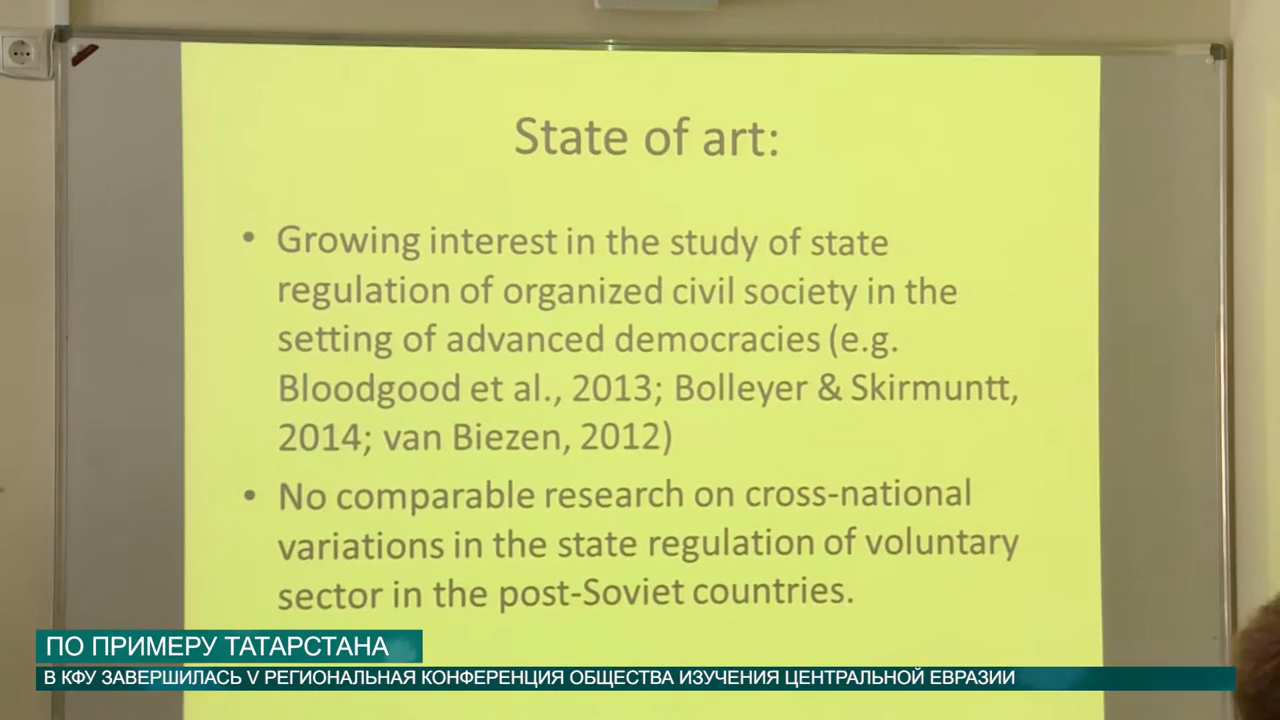 State of art:
• Growing interest in the study of state
regulation of organized civil society in the
setting of advanced democracies (e.g.
Bloodgood et al., 2013; Bolleyer & Skirmuntt,
2014; van Biezen, 2012)
• No comparable research on cross-national
variations in the state regulation of voluntary
sector in the post-Soviet countries.
ПО ПРИМЕРУ ТАТАРСТАНА
В КФУ ЗАВЕРШИЛАСЬ V РЕГИОНАЛЬНАЯ КОНФЕРЕНЦИЯ ОБЩЕСТВА ИЗУЧЕНИЯ ЦЕНТРАЛЬНОЙ ЕВРАЗИИ